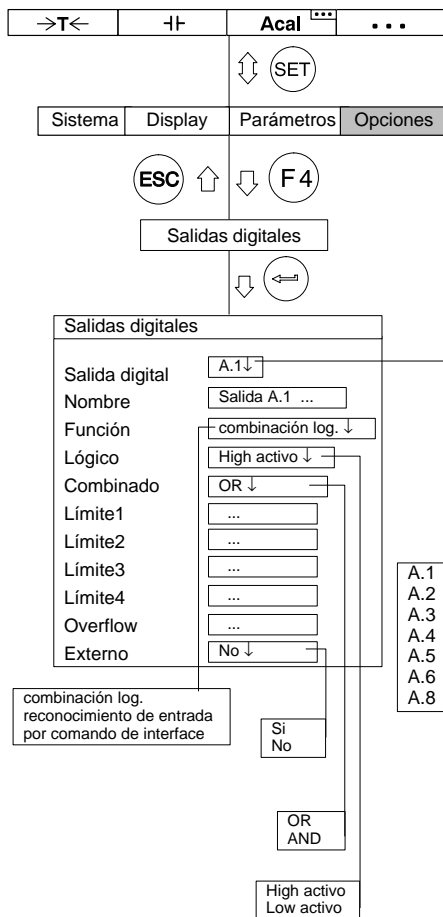 →T← ⊣⊢ Acal ... ...
SET
Sistema Display Parámetros Opciones
ESC F 4
Salidas digitales
Salidas digitales
Salida digital A.1↓
Nombre Salida A.1 ...
Función combinación log. ↓
Lógico High activo ↓
Combinado OR ↓
Límite1 ...
Límite2 ...
Límite3 ...
Límite4 ...
Overflow ...
Externo No ↓
A.1
A.2
A.3
A.4
A.5
A.6
A.8
combinación log.
reconocimiento de entrada
por comando de interface
Si
No
OR
AND
High activo
Low activo